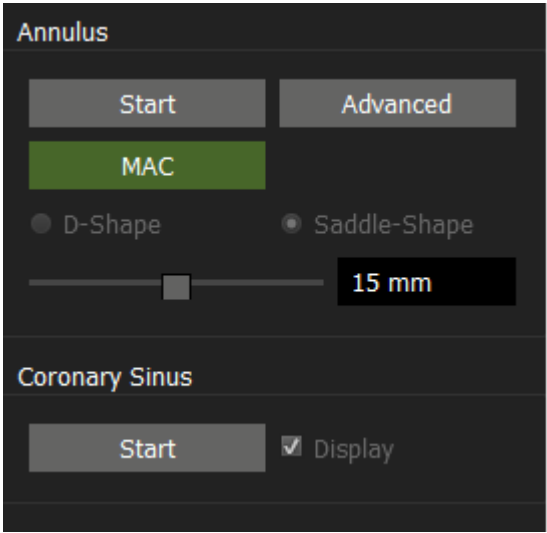 Annulus
Start Advanced
MAC
D-Shape Saddle-Shape
15 mm
Coronary Sinus
Start Display